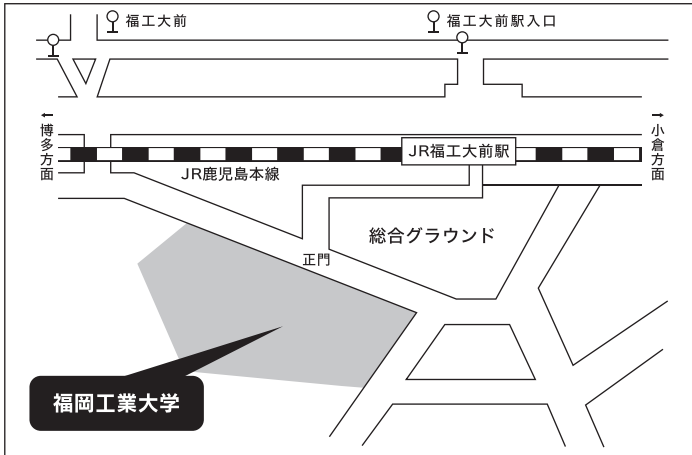 福工大前
福工大前駅入口
←
博多方面
→
小倉方面
JR福工大前駅
JR鹿児島本線
総合グラウンド
正門
福岡工業大学